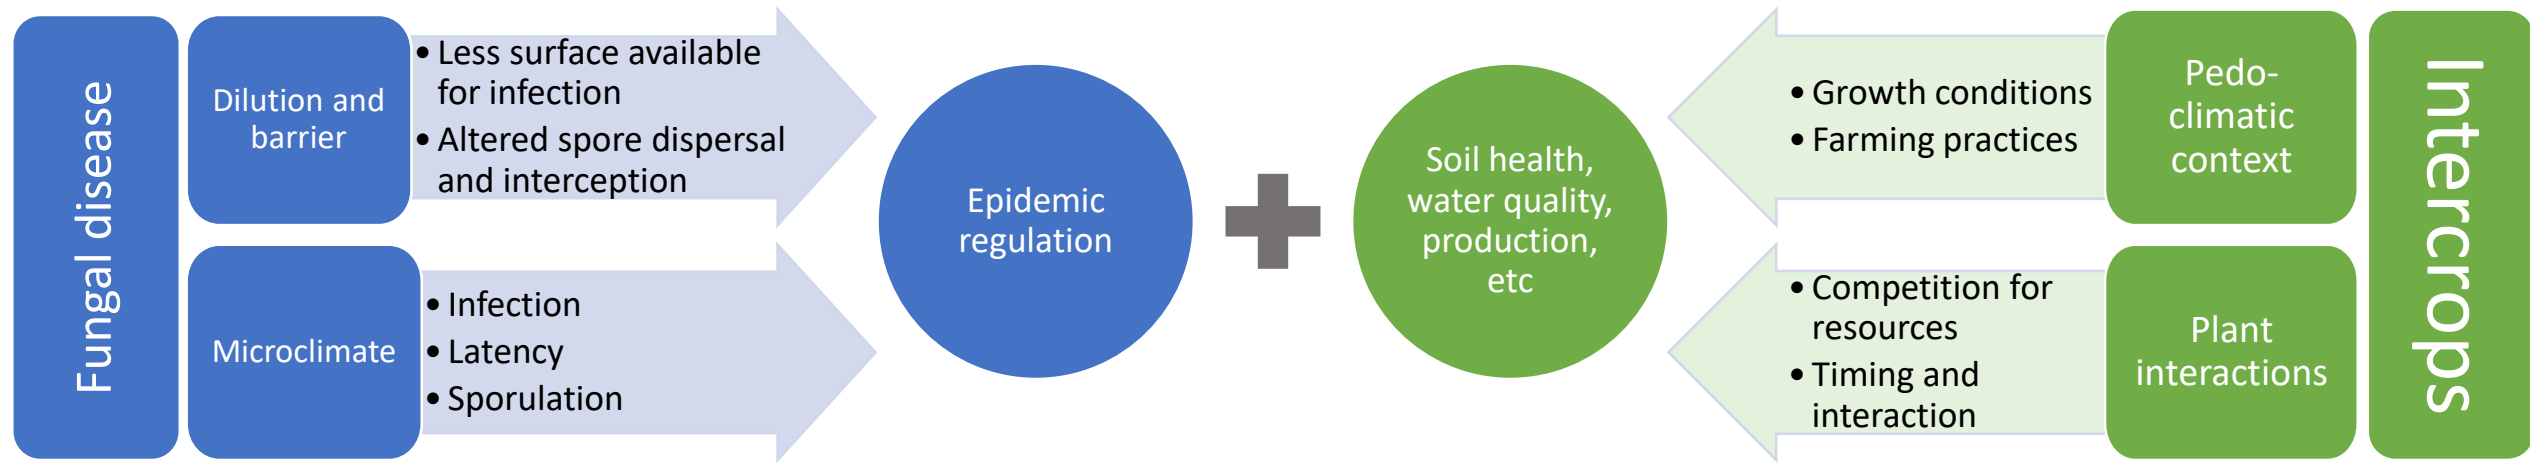 Fungal disease
Dilution and
barrier
• Less surface available
for infection
• Altered spore dispersal
and interception
Microclimate
• Infection
• Latency
• Sporulation
Epidemic
regulation
Soil health,
water quality,
production,
etc
• Growth conditions
• Farming practices
Pedo-
climatic
context
• Competition for
resources
• Timing and
interaction
Plant
interactions
Intercrops